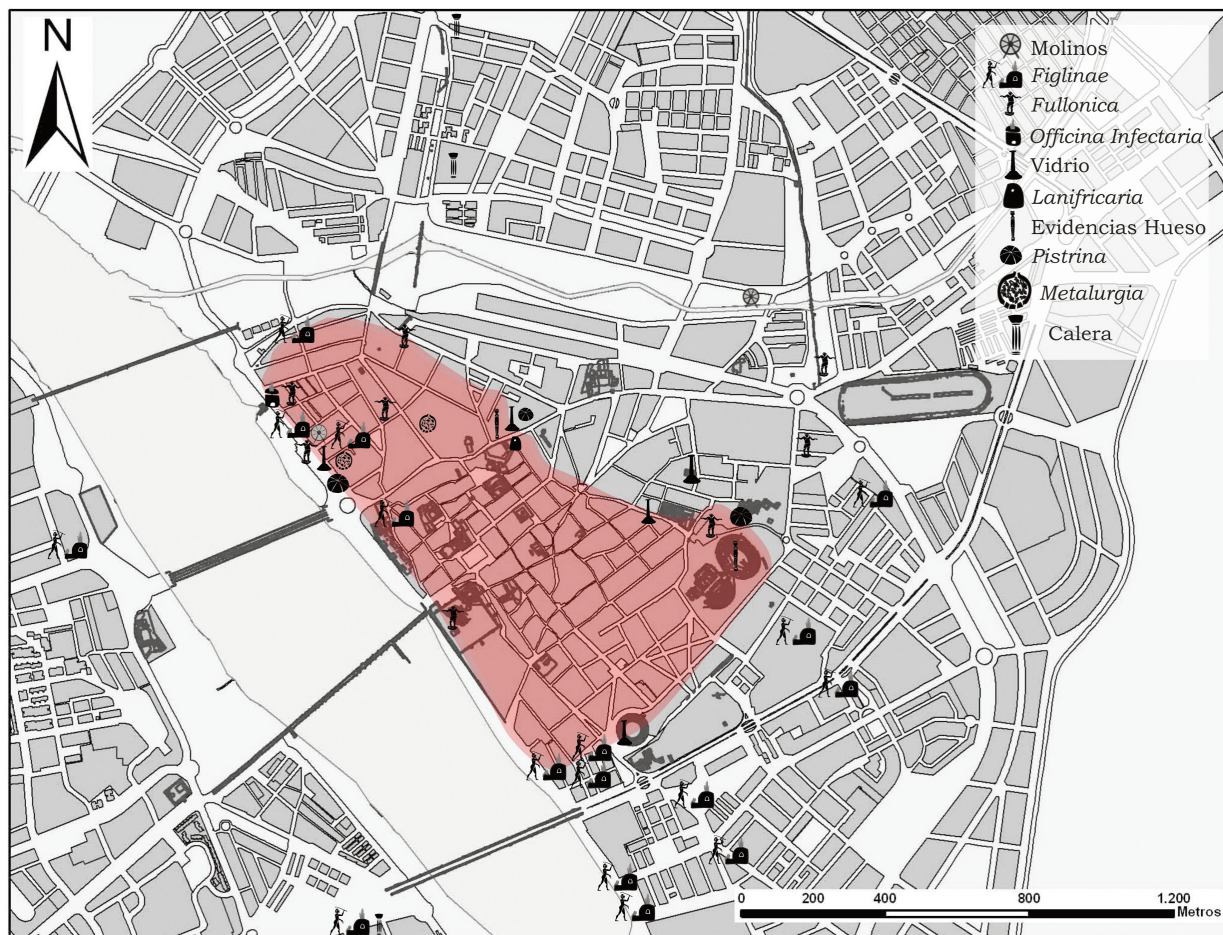 N
Molinos
Figlinae
Fullonica
Officina Infectaria
Vidrio
Lanifricaria
Evidencias Hueso
Pistrina
Metalurgia
Calera
0 200 400 800 1.200
Metros